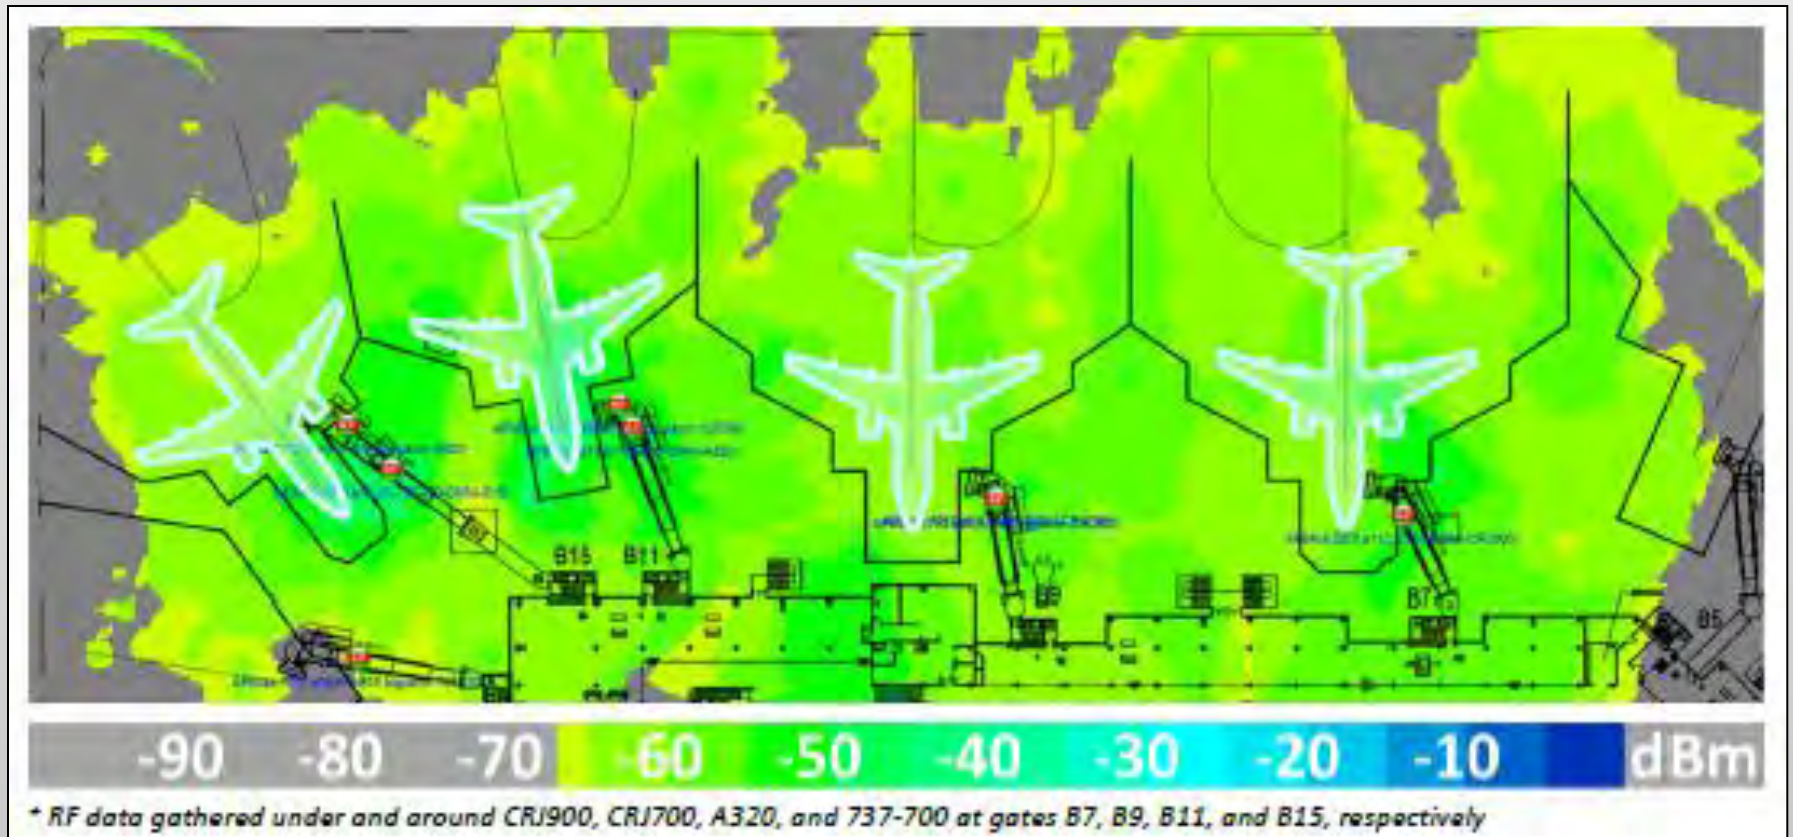 B15 B11
B9
B7
B5
-90 -80 -70 -60 -50 -40 -30 -20 -10 dBm
* RF data gathered under and around CRJ900, CRJ700, A320, and 737-700 at gates B7, B9, B11, and B15, respectively